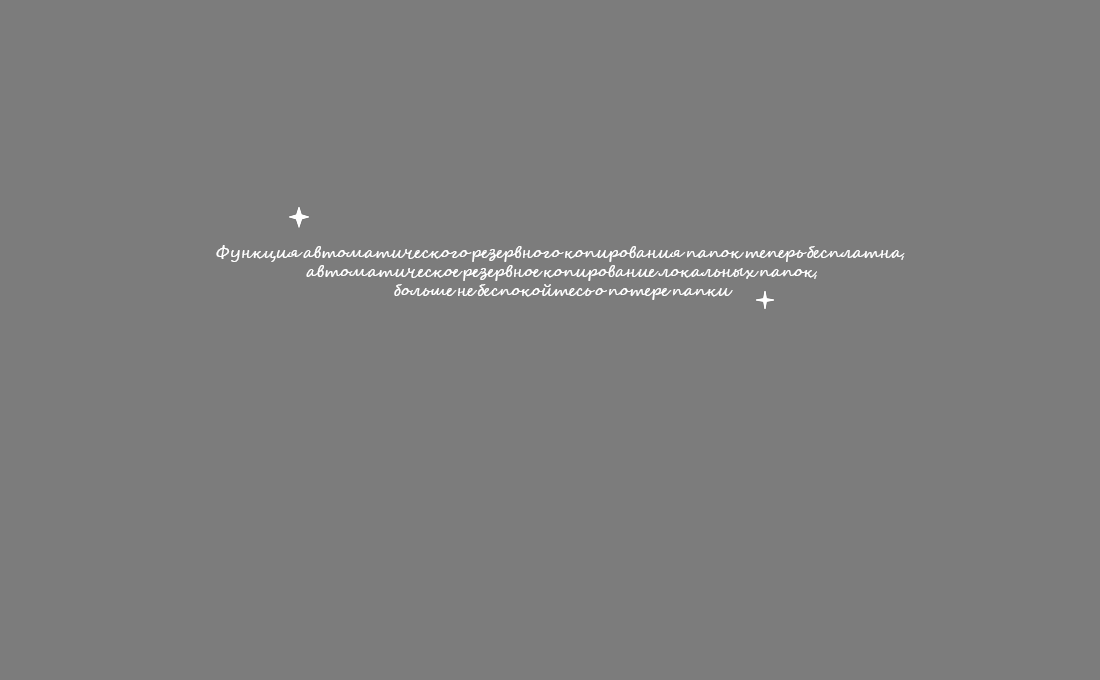 Функция автоматического резервного копирования папок теперь бесплатна,
автоматическое резервное копирование локальных папок,
больше не беспокойтесь о потере папки